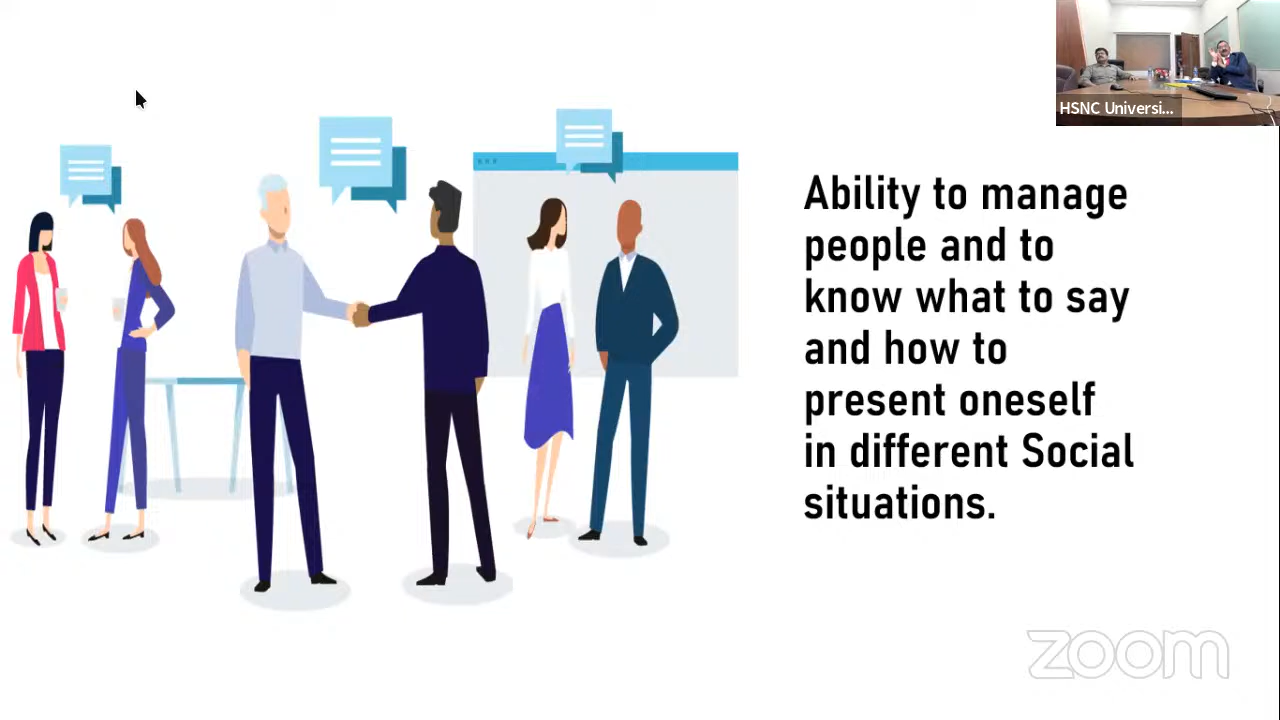 HSNC Universi...
Ability to manage
people and to
know what to say
and how to
present oneself
in different Social
situations.
zoom